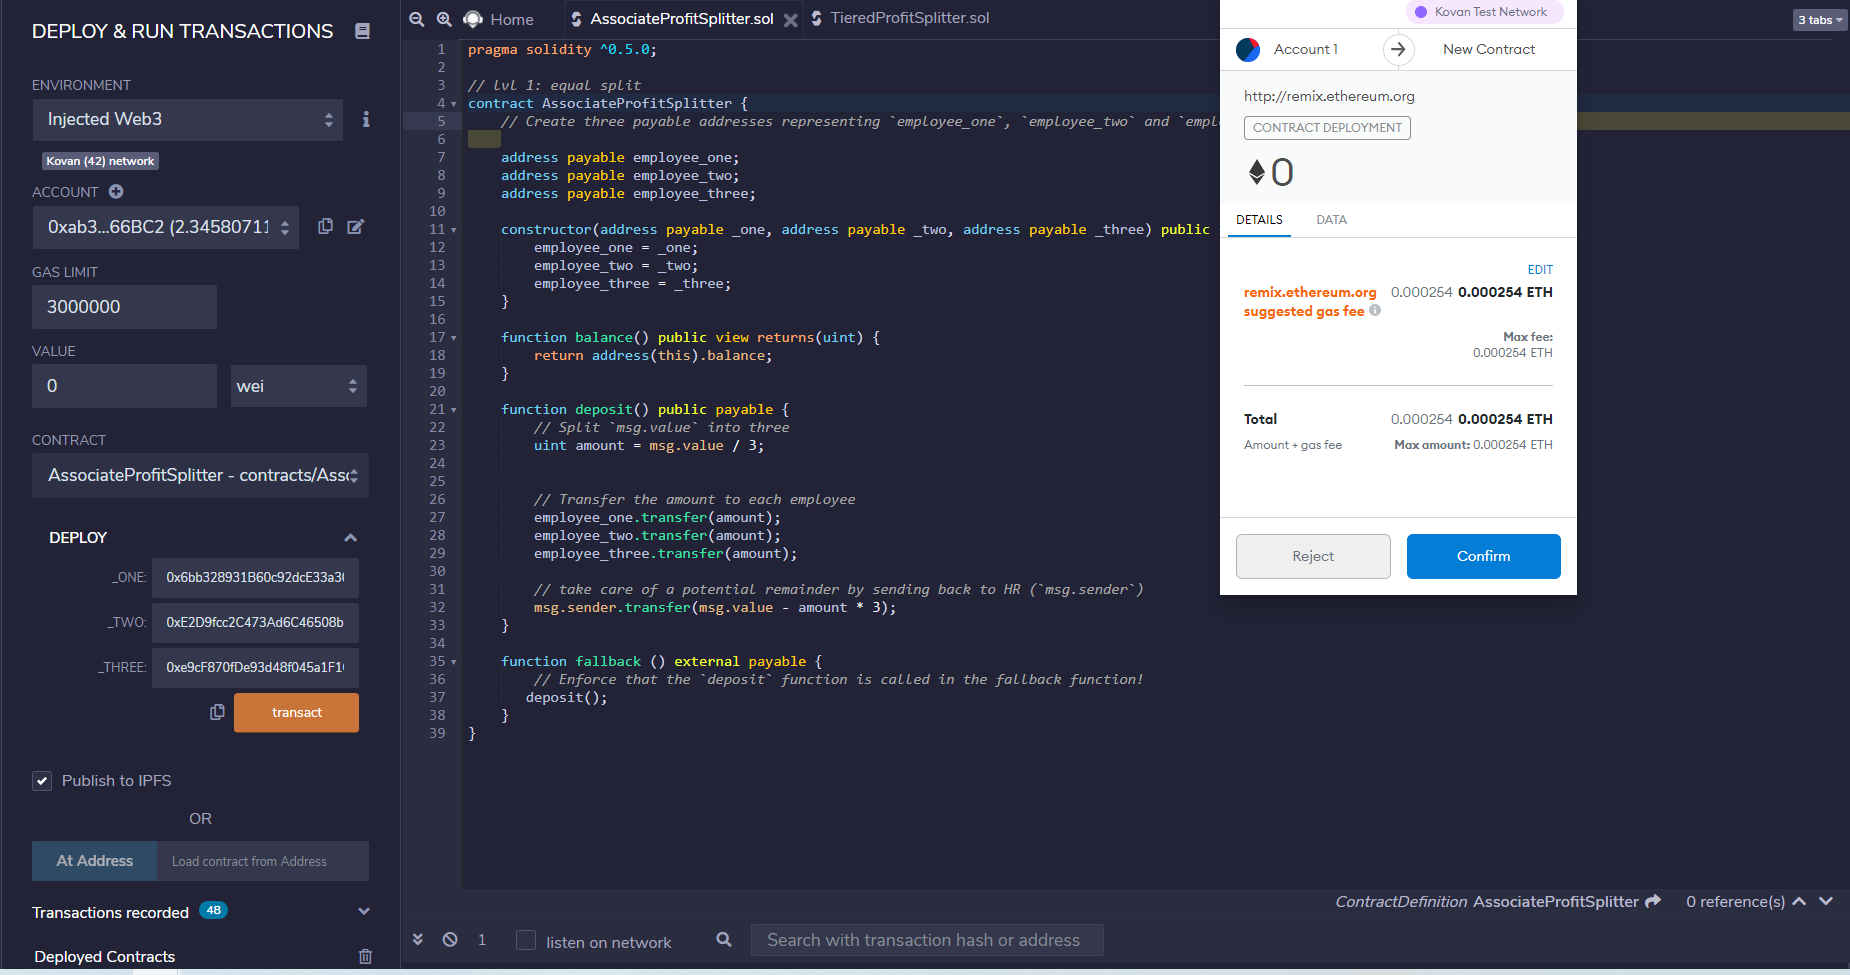 DEPLOY & RUN TRANSACTIONS
ENVIRONMENT
Injected Web3
Kovan (42) network
ACCOUNT
0xab3...66BC2 (2.34580711
GAS LIMIT
3000000
VALUE
0
wei
CONTRACT
AssociateProfitSplitter - contracts/Asso
DEPLOY
_ONE:
0x6bb328931B60c92dcE33a3
_TWO:
0xE2D9fcc2C473Ad6C46508b
_THREE:
0xe9cF870fDe93d48f045a1F1
transact
Publish to IPFS
OR
At Address
Load contract from Address
Transactions recorded 48
Deployed Contracts
Home
AssociateProfitSplitter.sol
TieredProfitSplitter.sol
3 tabs
1 pragma solidity ^0.5.0;
2
3 // lvl 1: equal split
4 contract AssociateProfitSplitter {
5 // Create three payable addresses representing `employee_one`, `employee_two` and `empl
6
7 address payable employee_one;
8 address payable employee_two;
9 address payable employee_three;
10
11 constructor(address payable _one, address payable _two, address payable _three) public
12 employee_one = _one;
13 employee_two = _two;
14 employee_three = _three;
15 }
16
17 function balance() public view returns(uint) {
18 return address(this).balance;
19 }
20
21 function deposit() public payable {
22 // Split `msg.value` into three
23 uint amount = msg.value / 3;
24
25
26 // Transfer the amount to each employee
27 employee_one.transfer(amount);
28 employee_two.transfer(amount);
29 employee_three.transfer(amount);
30
31 // take care of a potential remainder by sending back to HR (`msg.sender`)
32 msg.sender.transfer(msg.value - amount * 3);
33 }
34
35 function fallback () external payable {
36 // Enforce that the `deposit` function is called in the fallback function!
37 deposit();
38 }
39 }
Kovan Test Network
Account 1
New Contract
http://remix.ethereum.org
CONTRACT DEPLOYMENT
0
DETAILS
DATA
EDIT
remix.ethereum.org 0.000254 0.000254 ETH
suggested gas fee
Max fee:
0.000254 ETH
Total 0.000254 0.000254 ETH
Amount + gas fee Max amount: 0.000254 ETH
Reject
Confirm
ContractDefinition AssociateProfitSplitter 0 reference(s)
1
listen on network
Search with transaction hash or address